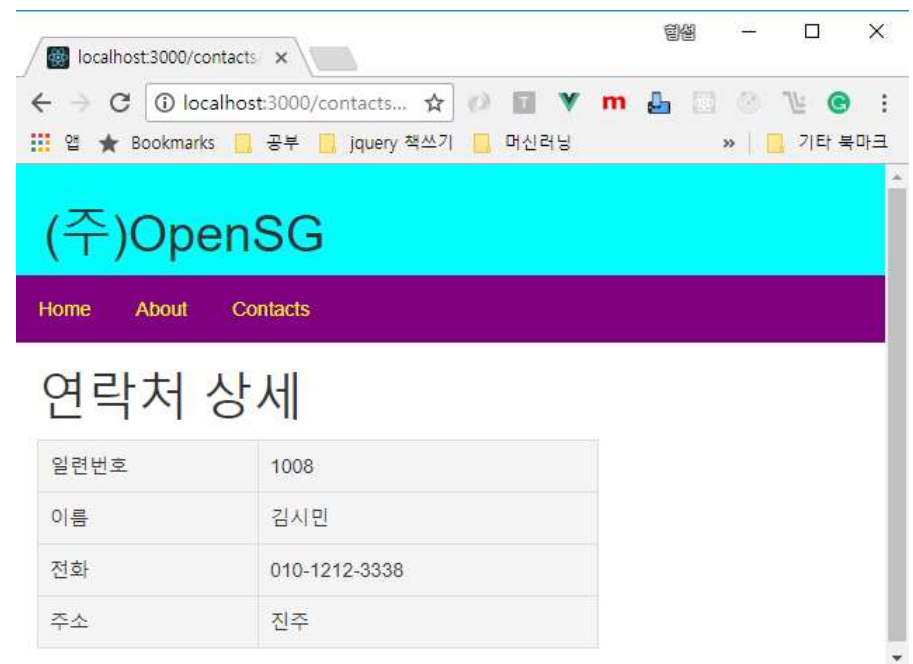 형설
localhost:3000/contacts
localhost:3000/contacts...
앱 Bookmarks 공부 jquery 책쓰기 머신러닝 » 기타 북마크
(주)OpenSG
Home About Contacts
연락처 상세
일련번호 1008
이름 김시민
전화 010-1212-3338
주소 진주